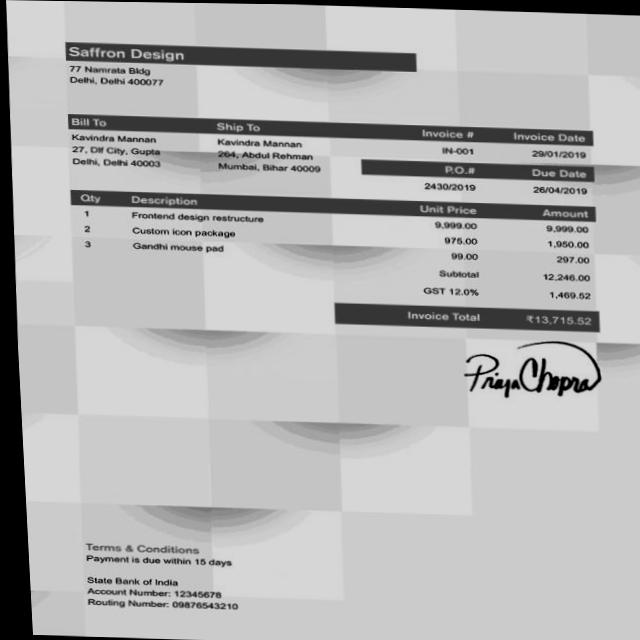 Saffron Design
77 Namrata Bldg
Delhi, Delhi 400077
Bill To Ship To Invoice # Invoice Date
Kavindra Mannan Kavindra Mannan IN-001 29/01/2019
27, Dlf City, Gupta 264, Abdul Rehman P.O.# Due Date
Delhi, Delhi 40003 Mumbai, Bihar 40009 2430/2019 26/04/2019
Qty Description Unit Price Amount
1 Frontend design restructure 9,999.00 9,999.00
2 Custom icon package 975.00 1,950.00
3 Gandhi mouse pad 99.00 297.00
Subtotal 12,246.00
GST 12.0% 1,469.52
Invoice Total ₹13,715.52
Priya Chopra
Terms & Conditions
Payment is due within 15 days
State Bank of India
Account Number: 12345678
Routing Number: 09876543210